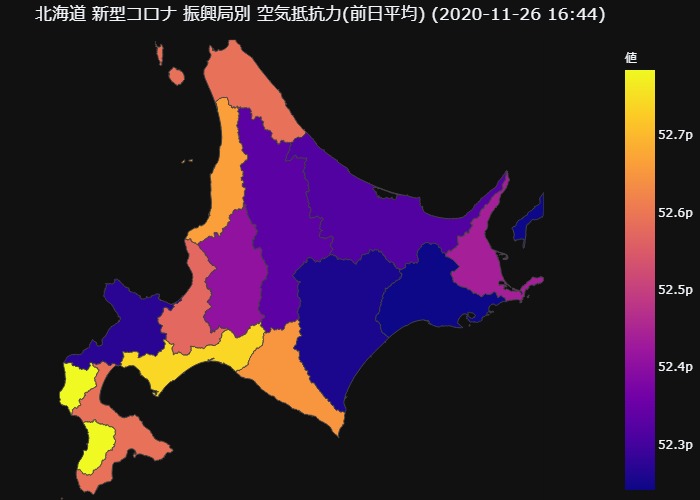 北海道 新型コロナ 振興局別 空気抵抗力(前日平均) (2020-11-26 16:44)
値
52.7p
52.6p
52.5p
52.4p
52.3p